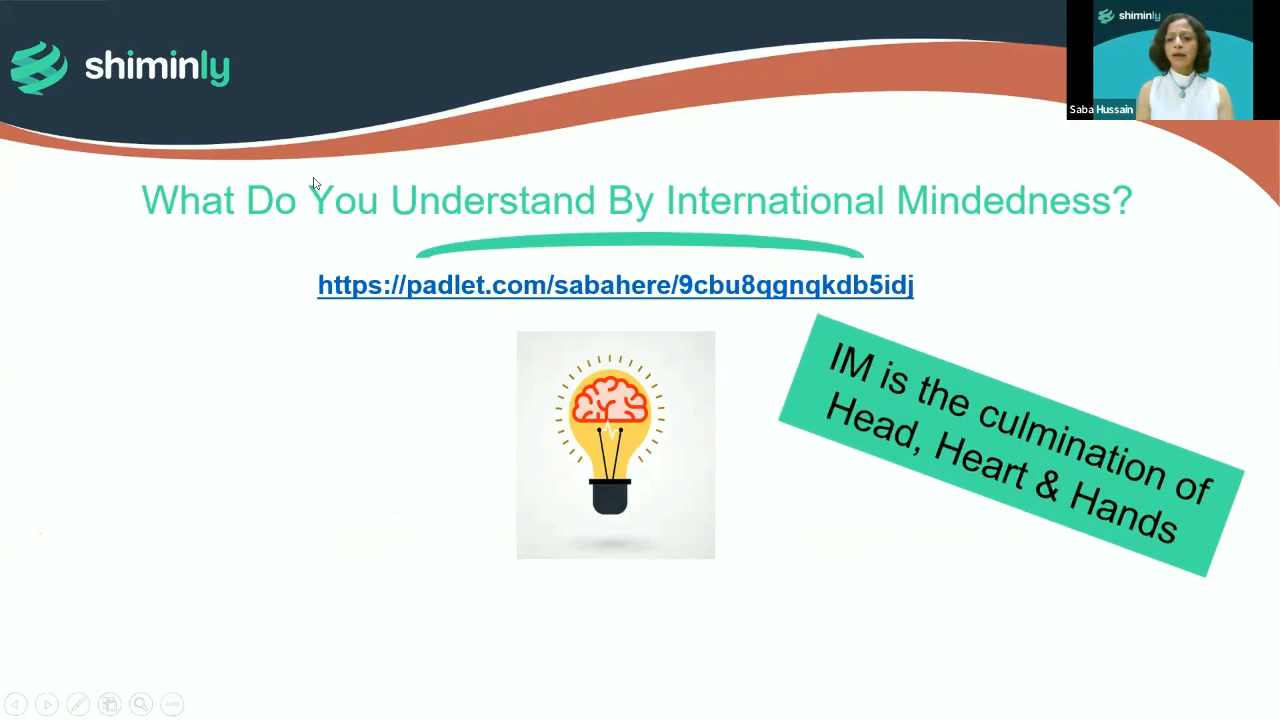 shiminly
shiminly
Saba Hussain
What Do You Understand By International Mindedness?
https://padlet.com/sabahere/9cbu8qgnqkdb5idj
IM is the culmination of
Head, Heart & Hands